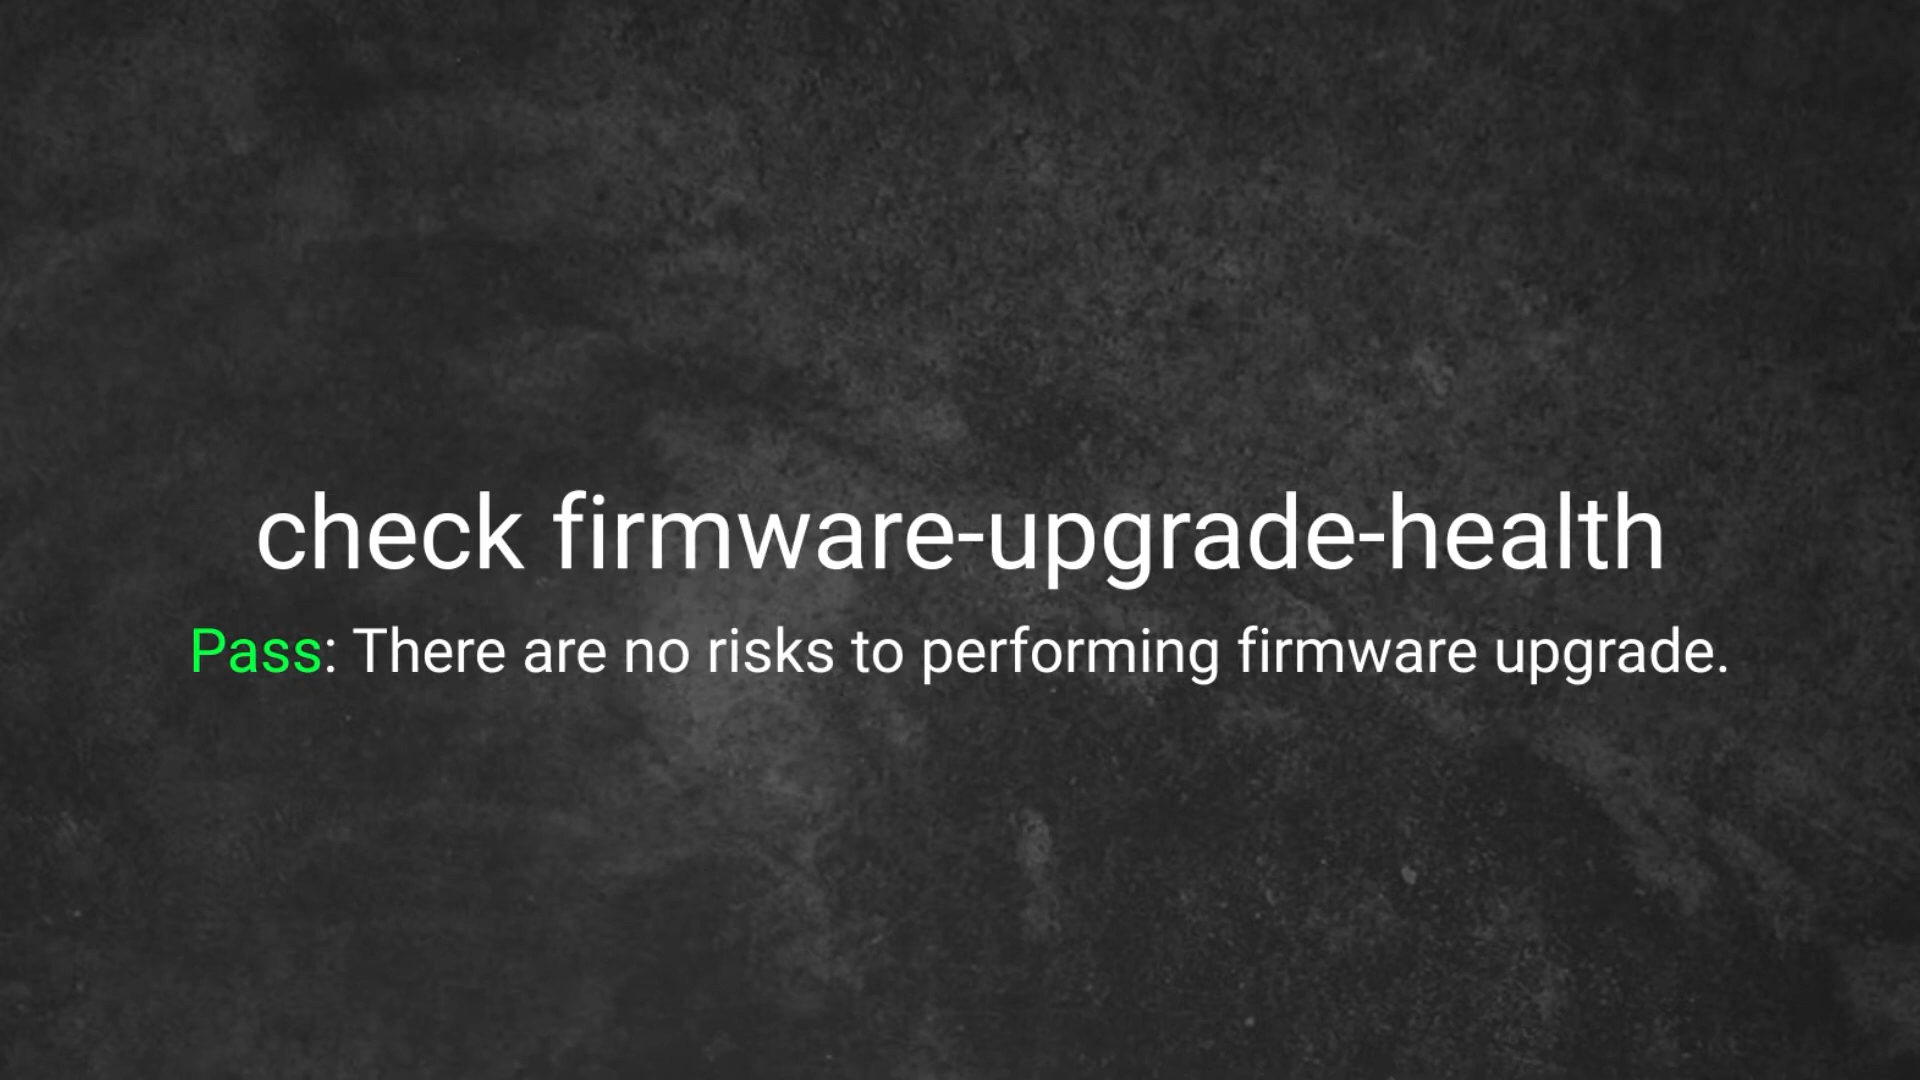 check firmware-upgrade-health
Pass: There are no risks to performing firmware upgrade.